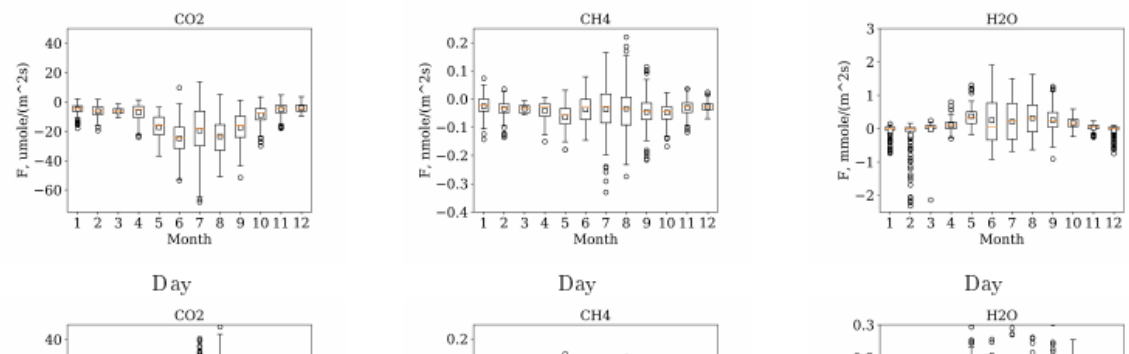 CO2 CH4 H2O
F, umole/(m^2s) 40 20 0 −20 −40 −60
F, nmole/(m^2s) 0.2 0.1 0.0 −0.1 −0.2 −0.3 −0.4
F, mmole/(m^2s) 3 2 1 0 −1 −2
1 2 3 4 5 6 7 8 9 10 11 12 1 2 3 4 5 6 7 8 9 10 11 12 1 2 3 4 5 6 7 8 9 10 11 12
Month Month Month
Day Day Day
CO2 CH4 H2O
40 0.2 0.3